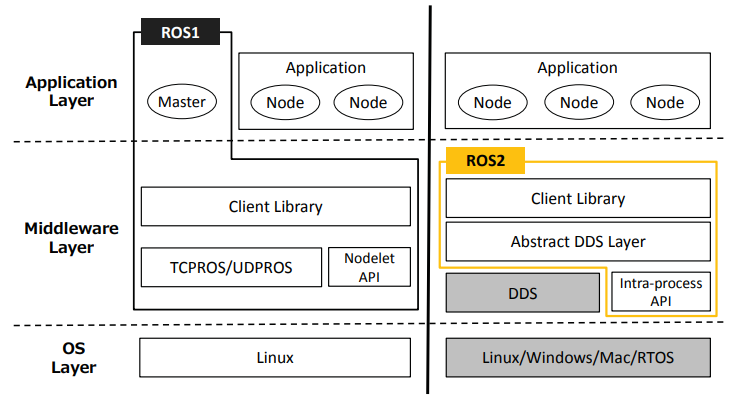 ROS1
Application
Layer
Master
Application
Node
Node
Application
Node
Node
Node
Middleware
Layer
Client Library
TCPROS/UDPROS
Nodelet
API
ROS2
Client Library
Abstract DDS Layer
DDS
Intra-process
API
OS
Layer
Linux
Linux/Windows/Mac/RTOS